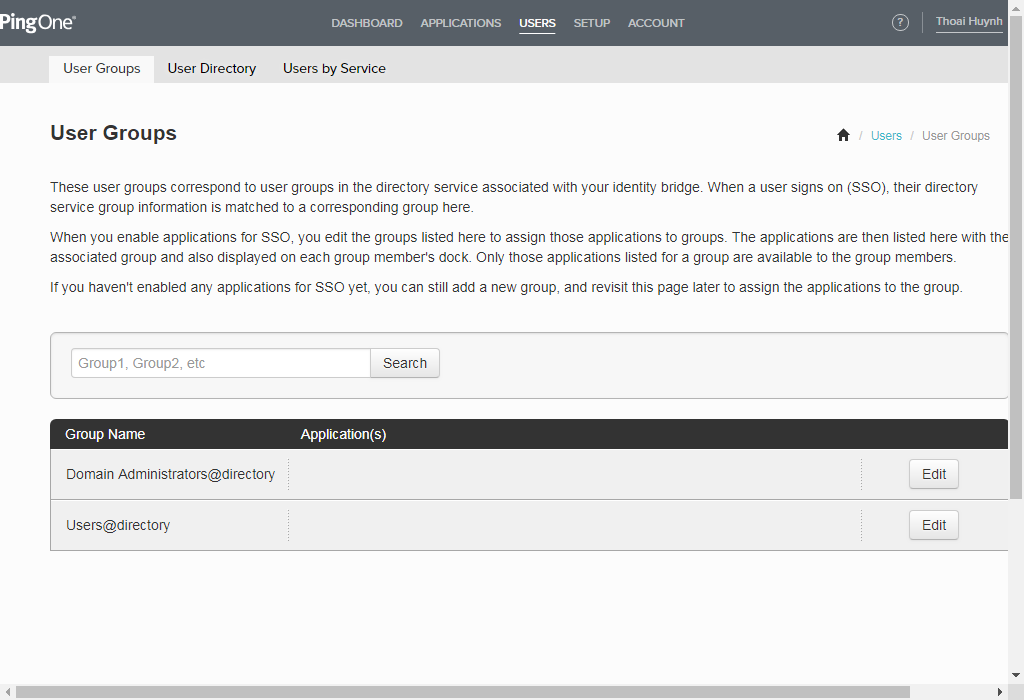 PingOne®
DASHBOARD APPLICATIONS USERS SETUP ACCOUNT
? Thoai Huynh
User Groups User Directory Users by Service
User Groups
/ Users / User Groups
These user groups correspond to user groups in the directory service associated with your identity bridge. When a user signs on (SSO), their directory
service group information is matched to a corresponding group here.
When you enable applications for SSO, you edit the groups listed here to assign those applications to groups. The applications are then listed here with the
associated group and also displayed on each group member's dock. Only those applications listed for a group are available to the group members.
If you haven't enabled any applications for SSO yet, you can still add a new group, and revisit this page later to assign the applications to the group.
Group1, Group2, etc Search
Group Name Application(s)
Domain Administrators@directory Edit
Users@directory Edit